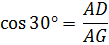 cos 30° = AD/AG